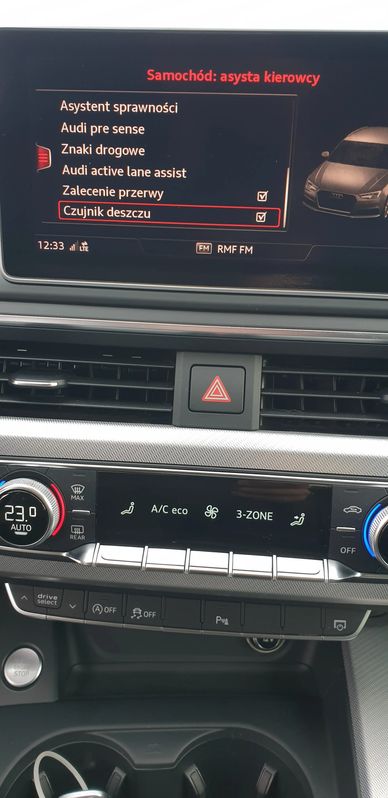 Samochód: asysta kierowcy
Asystent sprawności
Audi pre sense
Znaki drogowe
Audi active lane assist
Zalecenie przerwy
Czujnik deszczu
12:33 LTE FM RMF FM
MAX
23.0
AUTO
REAR
A/C eco
3-ZONE
OFF
drive
select
A OFF
OFF
P
STOP